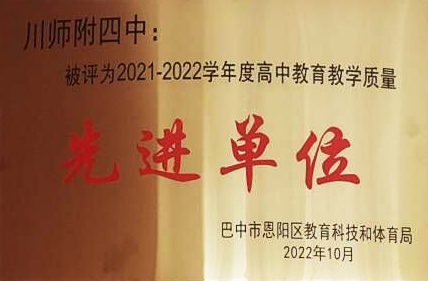 川师附四中：
被评为2021-2022学年度高中教育教学质量
先进单位
巴中市恩阳区教育科技和体育局
2022年10月